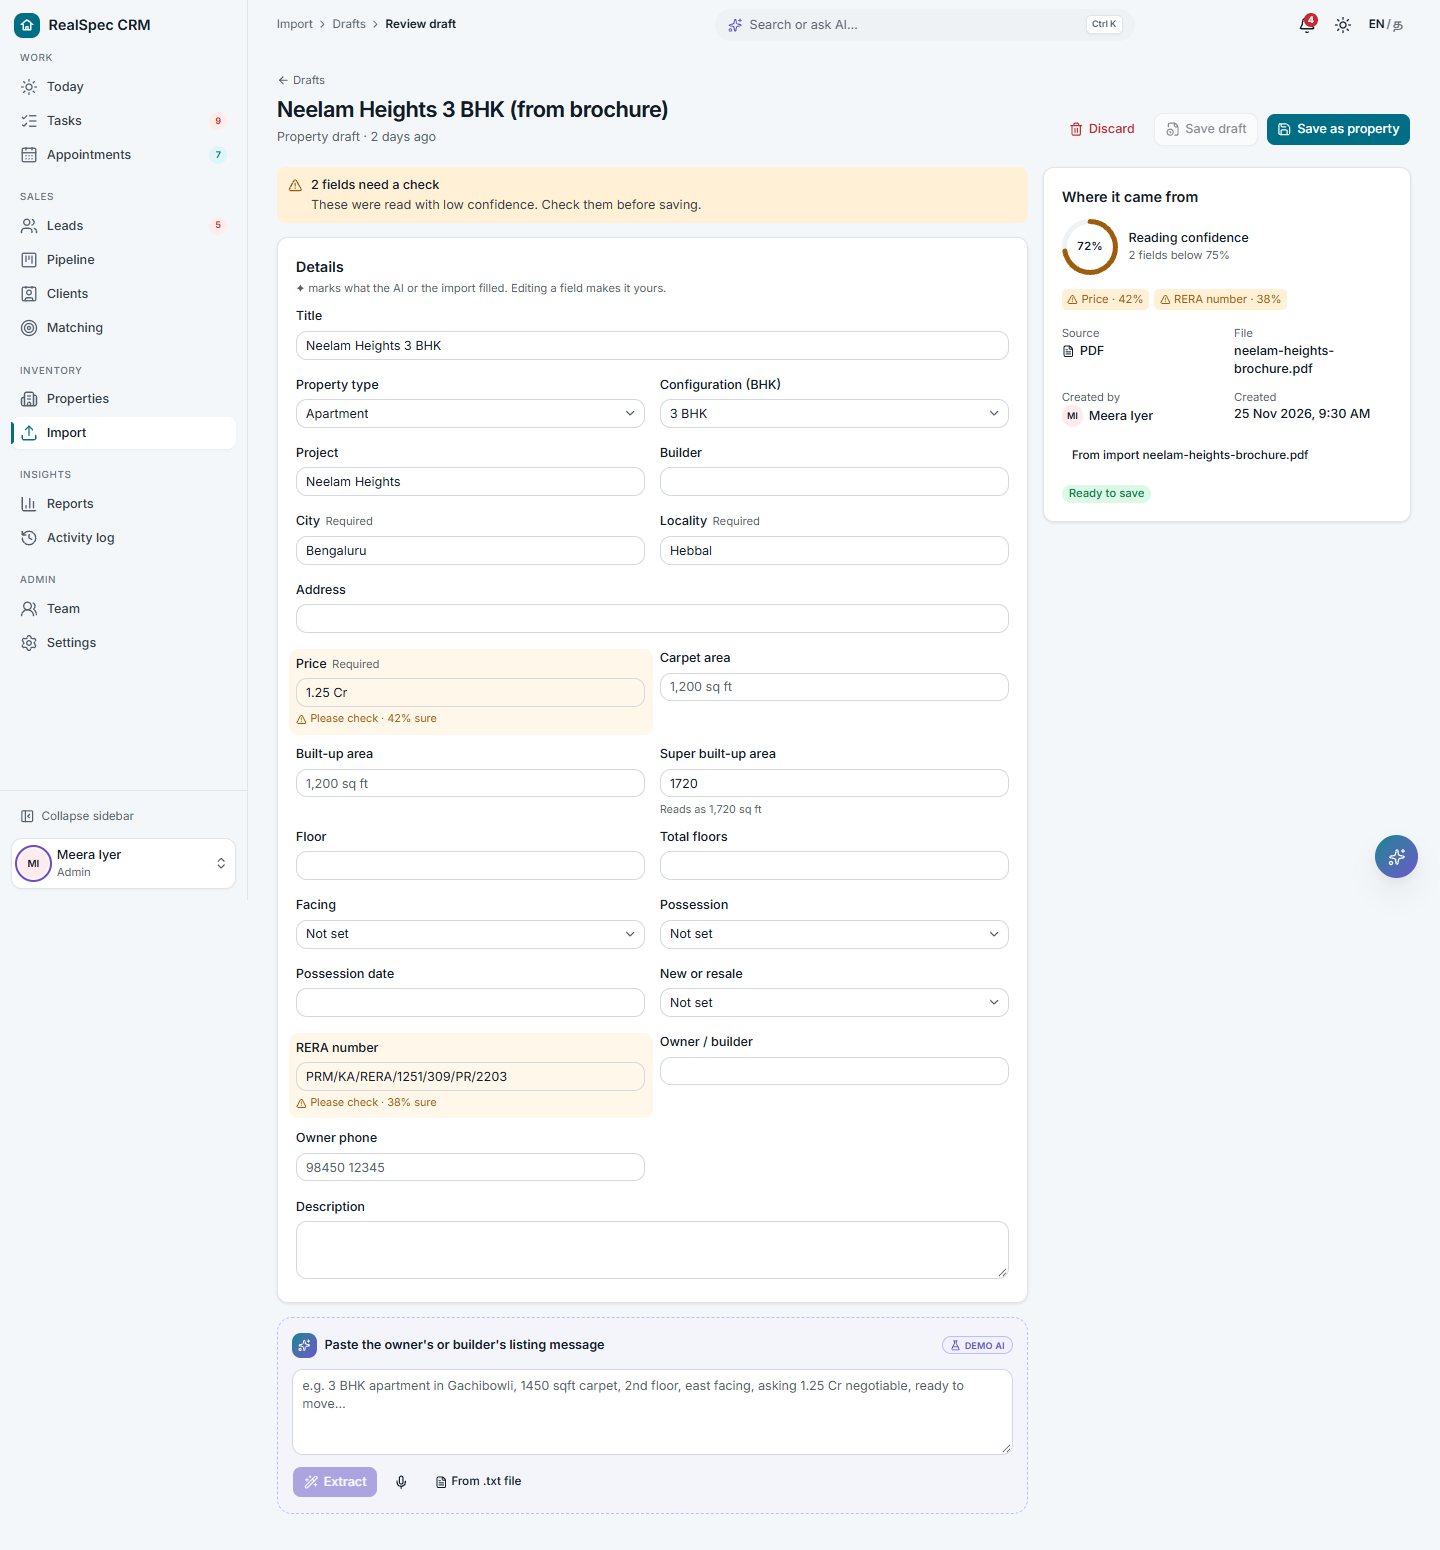 RealSpec CRM
Import > Drafts > Review draft
Search or ask AI...
Ctrl K
4
EN / த
WORK
Today
Tasks
9
Appointments
7
SALES
Leads
5
Pipeline
Clients
Matching
INVENTORY
Properties
Import
INSIGHTS
Reports
Activity log
ADMIN
Team
Settings
Collapse sidebar
MI
Meera Iyer
Admin
← Drafts
Neelam Heights 3 BHK (from brochure)
Property draft · 2 days ago
Discard
Save draft
Save as property
2 fields need a check
These were read with low confidence. Check them before saving.
Details
✦ marks what the AI or the import filled. Editing a field makes it yours.
Title
Neelam Heights 3 BHK
Property type
Apartment
Configuration (BHK)
3 BHK
Project
Neelam Heights
Builder
City Required
Bengaluru
Locality Required
Hebbal
Address
Price Required
1.25 Cr
Please check · 42% sure
Carpet area
1,200 sq ft
Built-up area
1,200 sq ft
Super built-up area
1720
Reads as 1,720 sq ft
Floor
Total floors
Facing
Not set
Possession
Not set
Possession date
New or resale
Not set
RERA number
PRM/KA/RERA/1251/309/PR/2203
Please check · 38% sure
Owner / builder
Owner phone
98450 12345
Description
Paste the owner's or builder's listing message
DEMO AI
e.g. 3 BHK apartment in Gachibowli, 1450 sqft carpet, 2nd floor, east facing, asking 1.25 Cr negotiable, ready to
move...
Extract
From .txt file
Where it came from
72%
Reading confidence
2 fields below 75%
Price · 42%
RERA number · 38%
Source
PDF
File
neelam-heights-
brochure.pdf
Created by
MI Meera Iyer
Created
25 Nov 2026, 9:30 AM
From import neelam-heights-brochure.pdf
Ready to save